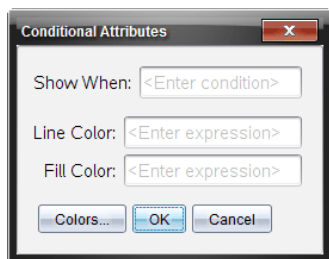 Conditional Attributes
Show When: <Enter condition>
Line Color: <Enter expression>
Fill Color: <Enter expression>
Colors... OK Cancel